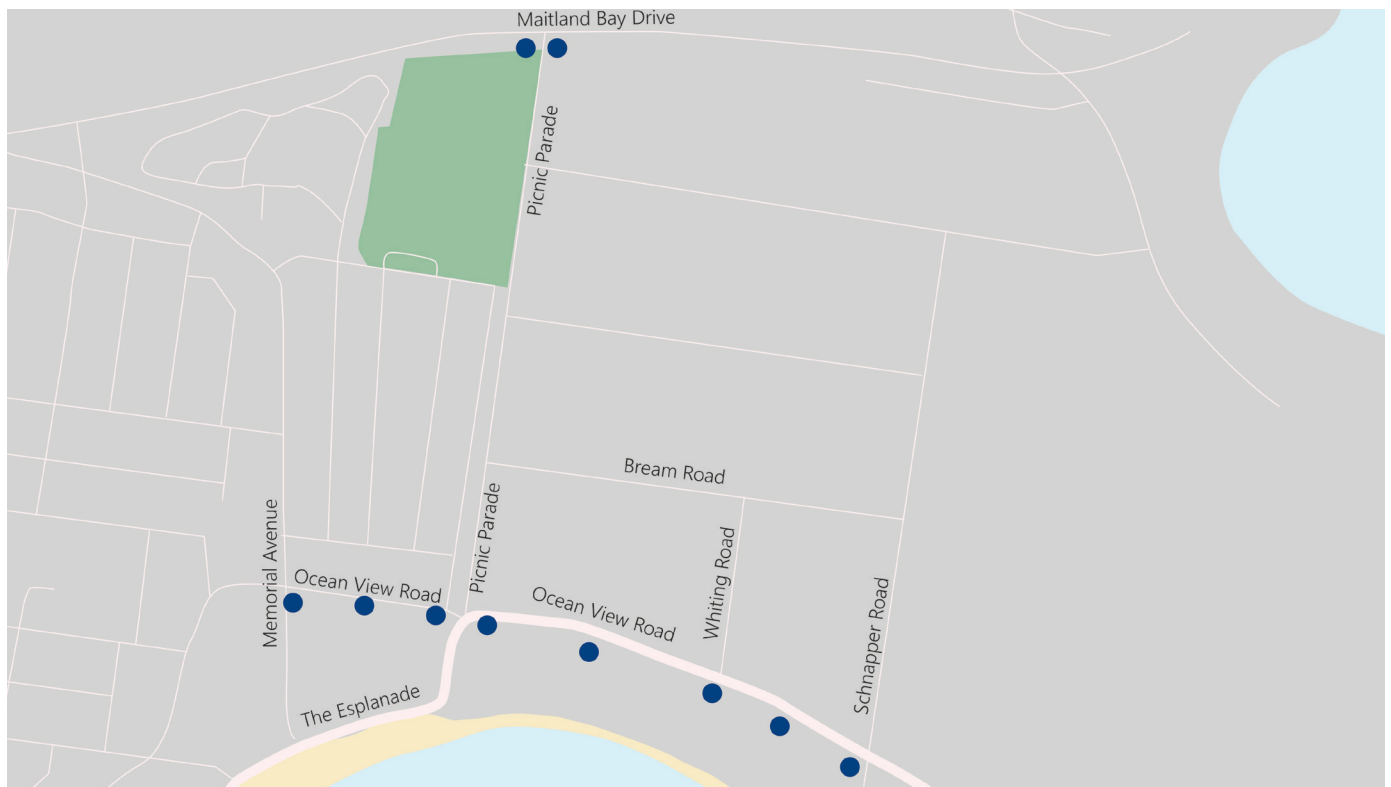 Maitland Bay Drive
Picnic Parade
Bream Road
Picnic Parade
Memorial Avenue
Ocean View Road
Ocean View Road
Whiting Road
Schnapper Road
The Esplanade